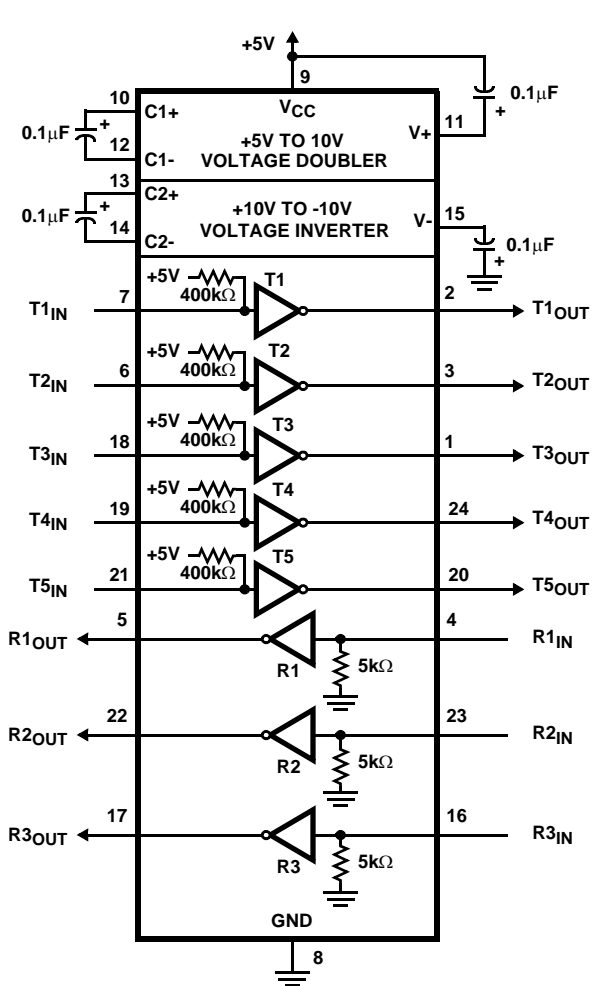 +5V
9
10
C1+
VCC
0.1µF
+
0.1µF
+
V+
11
+5V TO 10V
VOLTAGE DOUBLER
12
C1-
13
C2+
0.1µF
+
+10V TO -10V
VOLTAGE INVERTER
V-
15
14
C2-
0.1µF
+
+5V
400kΩ
T1
T1IN
7
2
T1OUT
+5V
400kΩ
T2
T2IN
6
3
T2OUT
+5V
400kΩ
T3
T3IN
18
1
T3OUT
+5V
400kΩ
T4
T4IN
19
24
T4OUT
+5V
400kΩ
T5
T5IN
21
20
T5OUT
R1OUT
5
4
R1IN
R1
5kΩ
R2OUT
22
23
R2IN
R2
5kΩ
R3OUT
17
16
R3IN
R3
5kΩ
GND
8